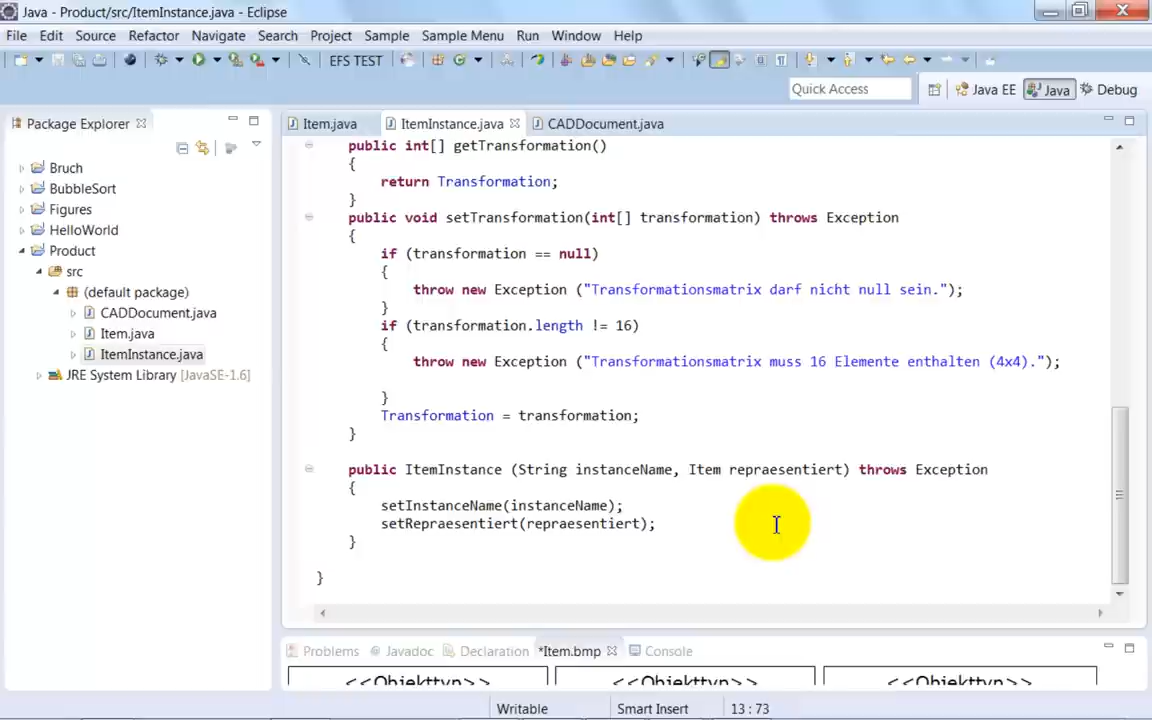 Java - Product/src/ItemInstance.java - Eclipse
File Edit Source Refactor Navigate Search Project Sample Sample Menu Run Window Help
EFS TEST
Quick Access Java EE Java Debug
Package Explorer
Bruch
BubbleSort
Figures
HelloWorld
Product
src
(default package)
CADDocument.java
Item.java
ItemInstance.java
JRE System Library [JavaSE-1.6]
Item.java ItemInstance.java CADDocument.java
public int[] getTransformation()
{
return Transformation;
}
public void setTransformation(int[] transformation) throws Exception
{
if (transformation == null)
{
throw new Exception ("Transformationsmatrix darf nicht null sein.");
}
if (transformation.length != 16)
{
throw new Exception ("Transformationsmatrix muss 16 Elemente enthalten (4x4).");
}
Transformation = transformation;
}
public ItemInstance (String instanceName, Item repraesentiert) throws Exception
{
setInstanceName(instanceName);
setRepraesentiert(repraesentiert);
}
}
Problems Javadoc Declaration *Item.bmp Console
<<Objekttyp>> <<Objekttyp>> <<Objekttyp>>
Writable Smart Insert 13 : 73